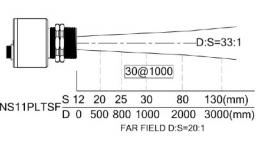 D:S=33:1
30@1000
NS11PLTSF
S 12 20 25 30 80 130(mm)
D 0 500 800 1000 2000 3000(mm)
FAR FIELD D:S=20:1